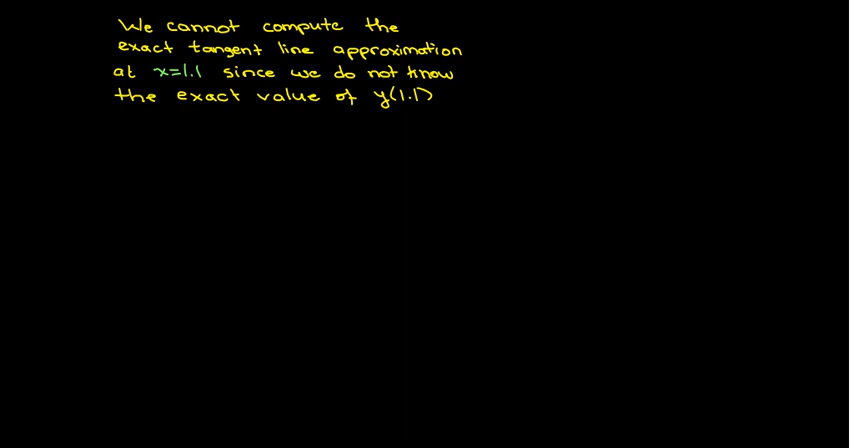 We cannot compute the
exact tangent line approximation
at x=1.1 since we do not know
the exact value of y(1.1)